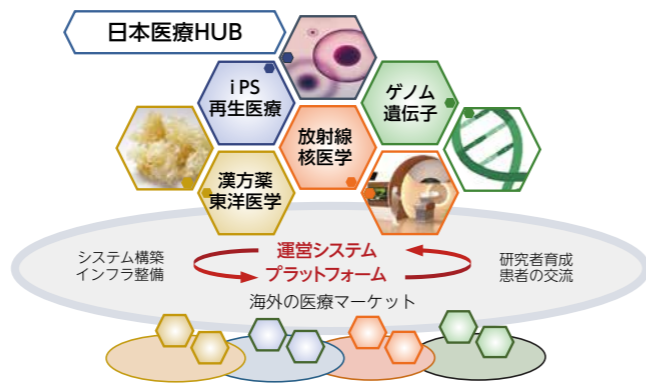 日本医療HUB
iPS
再生医療
ゲノム
遺伝子
放射線
核医学
漢方薬
東洋医学
システム構築
インフラ整備
運営システム
プラットフォーム
研究者育成
患者の交流
海外の医療マーケット